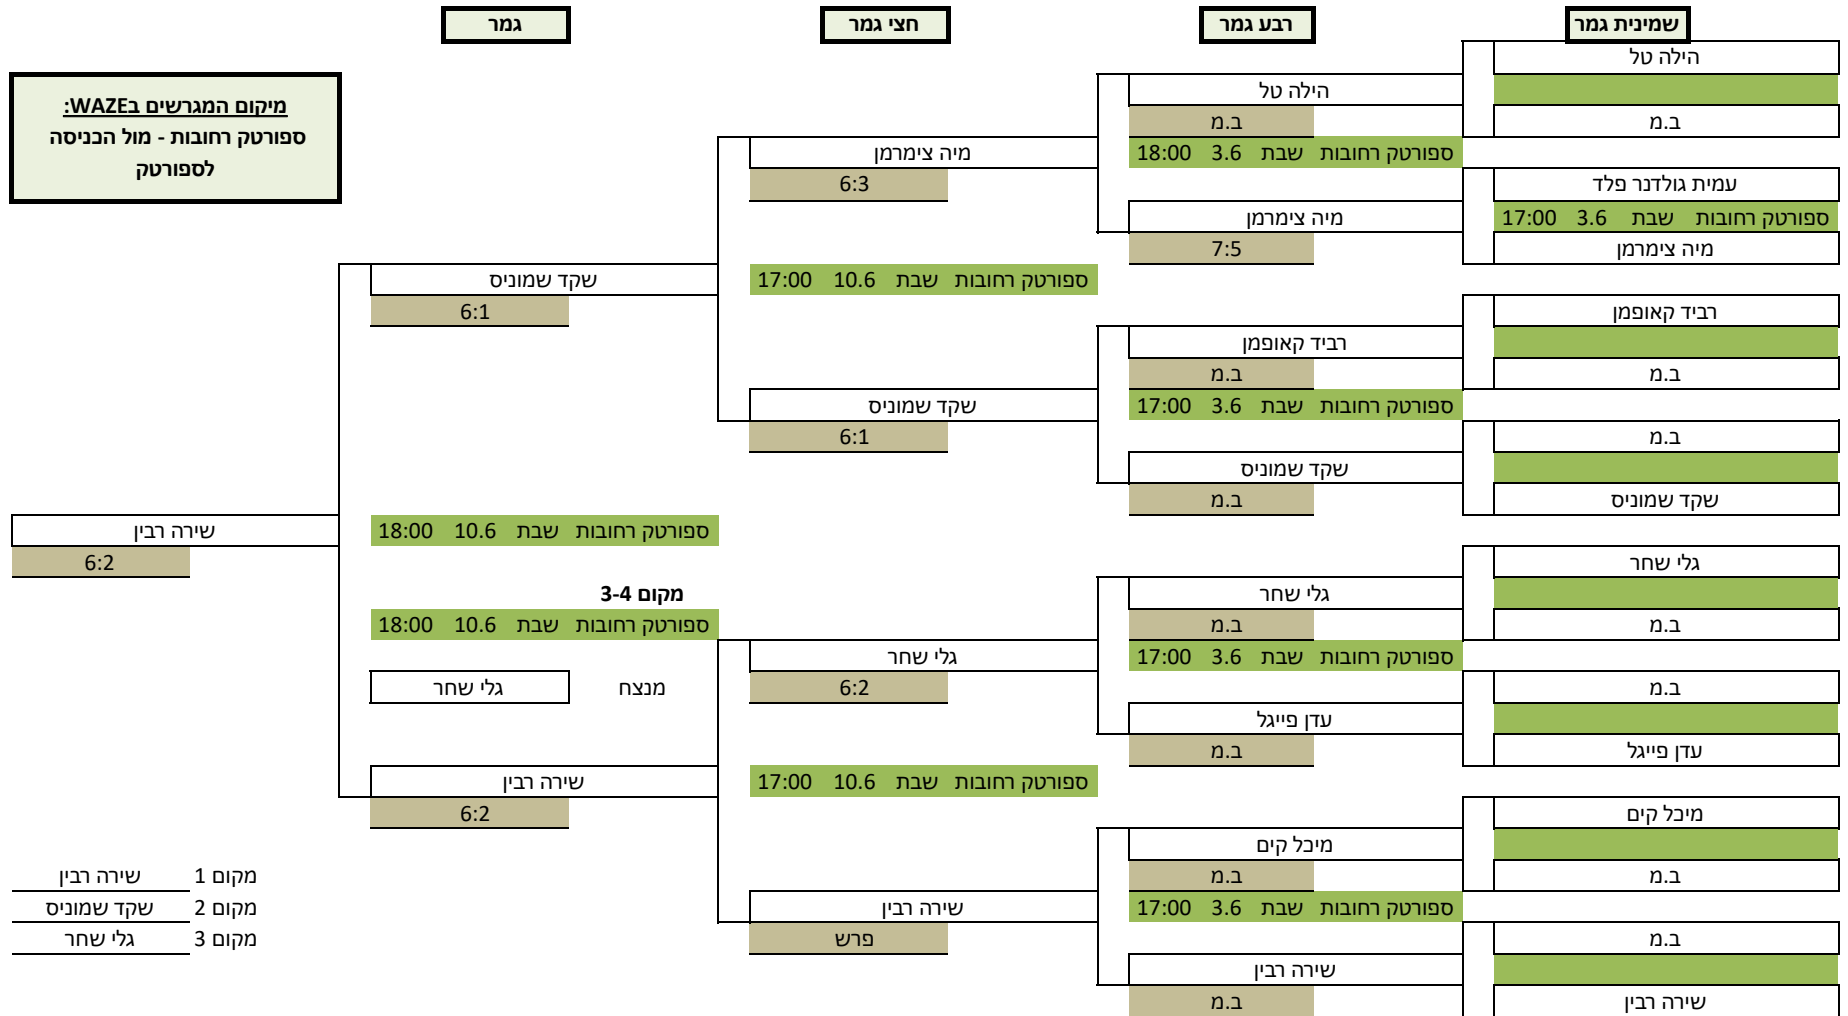 שמינית גמר
רבע גמר
חצי גמר
גמר
הילה טל
ב.מ
עמית גולדנר פלד
ספורטק רחובות שבת 3.6 17:00
מיה צימרמן
רביד קאופמן
ב.מ
ב.מ
שקד שמוניס
גלי שחר
ב.מ
ב.מ
עדן פייגל
מיכל קים
ב.מ
ב.מ
שירה רבין
הילה טל
ב.מ
ספורטק רחובות שבת 3.6 18:00
מיה צימרמן
7:5
רביד קאופמן
ב.מ
ספורטק רחובות שבת 3.6 17:00
שקד שמוניס
ב.מ
גלי שחר
ב.מ
ספורטק רחובות שבת 3.6 17:00
עדן פייגל
ב.מ
מיכל קים
ב.מ
ספורטק רחובות שבת 3.6 17:00
שירה רבין
ב.מ
מיה צימרמן
6:3
ספורטק רחובות שבת 10.6 17:00
שקד שמוניס
6:1
גלי שחר
6:2
ספורטק רחובות שבת 10.6 17:00
שירה רבין
פרש
שקד שמוניס
6:1
ספורטק רחובות שבת 10.6 18:00
מקום 3-4
ספורטק רחובות שבת 10.6 18:00
מנצח גלי שחר
שירה רבין
6:2
מיקום המגרשים בWAZE:
ספורטק רחובות - מול הכניסה
לספורטק
שירה רבין
6:2
מקום 1 שירה רבין
מקום 2 שקד שמוניס
מקום 3 גלי שחר